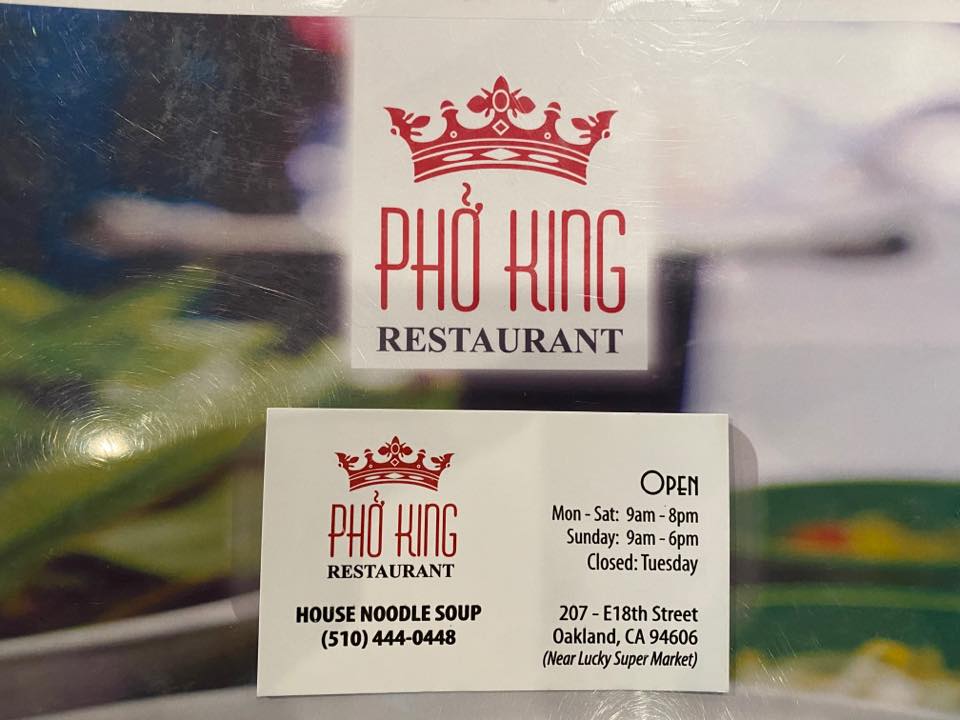 PHỞ KING
RESTAURANT
PHỞ KING
RESTAURANT
HOUSE NOODLE SOUP
(510) 444-0448
OPEN
Mon - Sat: 9am - 8pm
Sunday: 9am - 6pm
Closed: Tuesday
207 - E18th Street
Oakland, CA 94606
(Near Lucky Super Market)